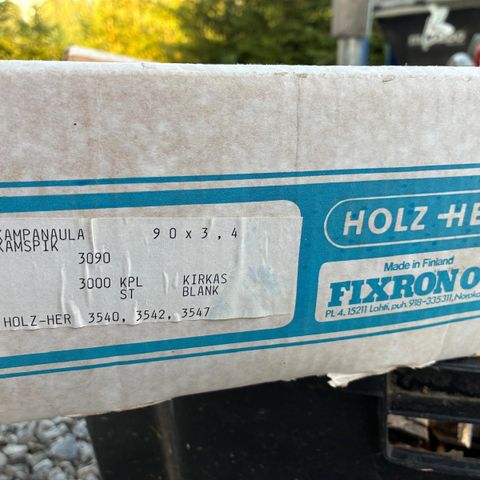 KAMPANAULA 90 x 3,4
KAMSPIK
3090
3000 KPL KIRKAS
ST BLANK
HOLZ-HER 3540, 3542, 3547
HOLZ-HE
Made in Finland
FIXRON O
PL 4, 15211 Lahti, puh. 918-335311,